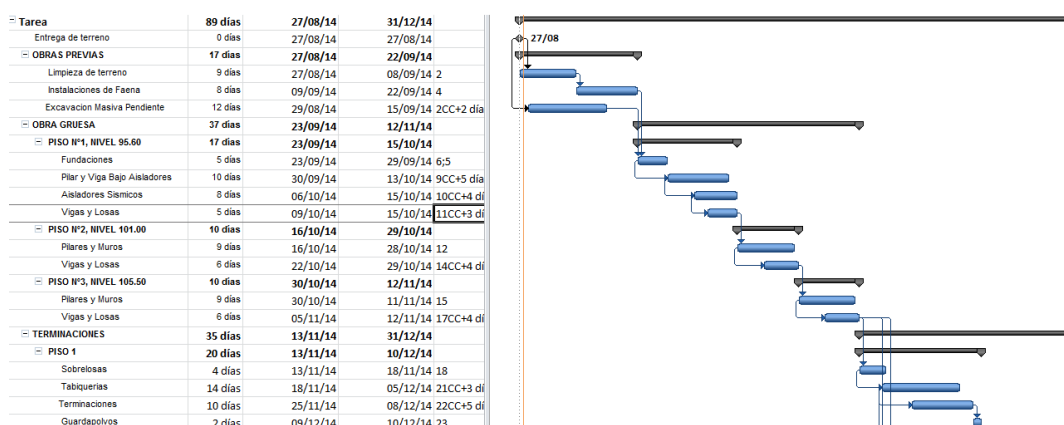 Tarea 89 días 27/08/14 31/12/14
Entrega de terreno 0 días 27/08/14 27/08/14 27/08
OBRAS PREVIAS 17 días 27/08/14 22/09/14
Limpieza de terreno 9 días 27/08/14 08/09/14 2
Instalaciones de Faena 8 días 09/09/14 22/09/14 4
Excavacion Masiva Pendiente 12 días 29/08/14 15/09/14 2CC+2 día
OBRA GRUESA 37 días 23/09/14 12/11/14
PISO Nº1, NIVEL 95.60 17 días 23/09/14 15/10/14
Fundaciones 5 días 23/09/14 29/09/14 6;5
Pilar y Viga Bajo Aisladores 10 días 30/09/14 13/10/14 9CC+5 día
Aisladores Sismicos 8 días 06/10/14 15/10/14 10CC+4 dí
Vigas y Losas 5 días 09/10/14 15/10/14 11CC+3 dí
PISO Nº2, NIVEL 101.00 10 días 16/10/14 29/10/14
Pilares y Muros 9 días 16/10/14 28/10/14 12
Vigas y Losas 6 días 22/10/14 29/10/14 14CC+4 dí
PISO Nº3, NIVEL 105.50 10 días 30/10/14 12/11/14
Pilares y Muros 9 días 30/10/14 11/11/14 15
Vigas y Losas 6 días 05/11/14 12/11/14 17CC+4 dí
TERMINACIONES 35 días 13/11/14 31/12/14
PISO 1 20 días 13/11/14 10/12/14
Sobrelosas 4 días 13/11/14 18/11/14 18
Tabiquerias 14 días 18/11/14 05/12/14 21CC+3 dí
Terminaciones 10 días 25/11/14 08/12/14 22CC+5 dí
Guardapolvos 2 días 09/12/14 10/12/14 23